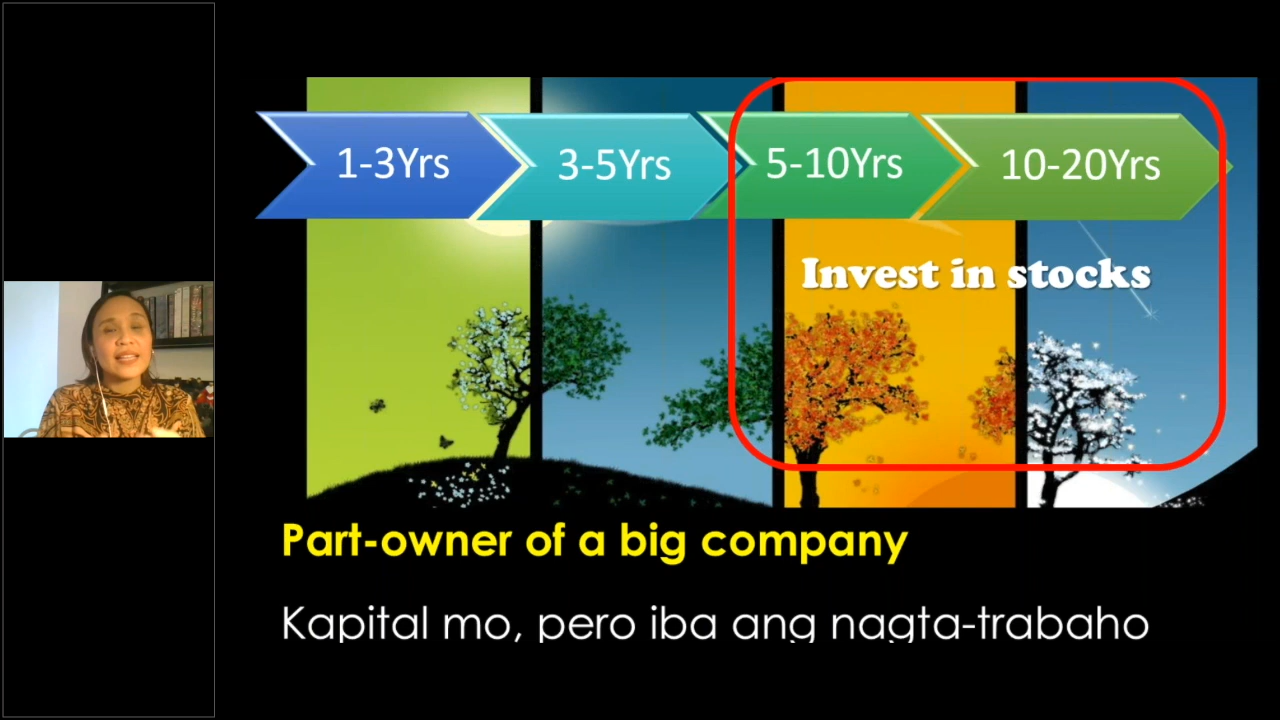 1-3Yrs 3-5Yrs 5-10Yrs 10-20Yrs
Invest in stocks
Part-owner of a big company
Kapital mo, pero iba ang nagta-trabaho